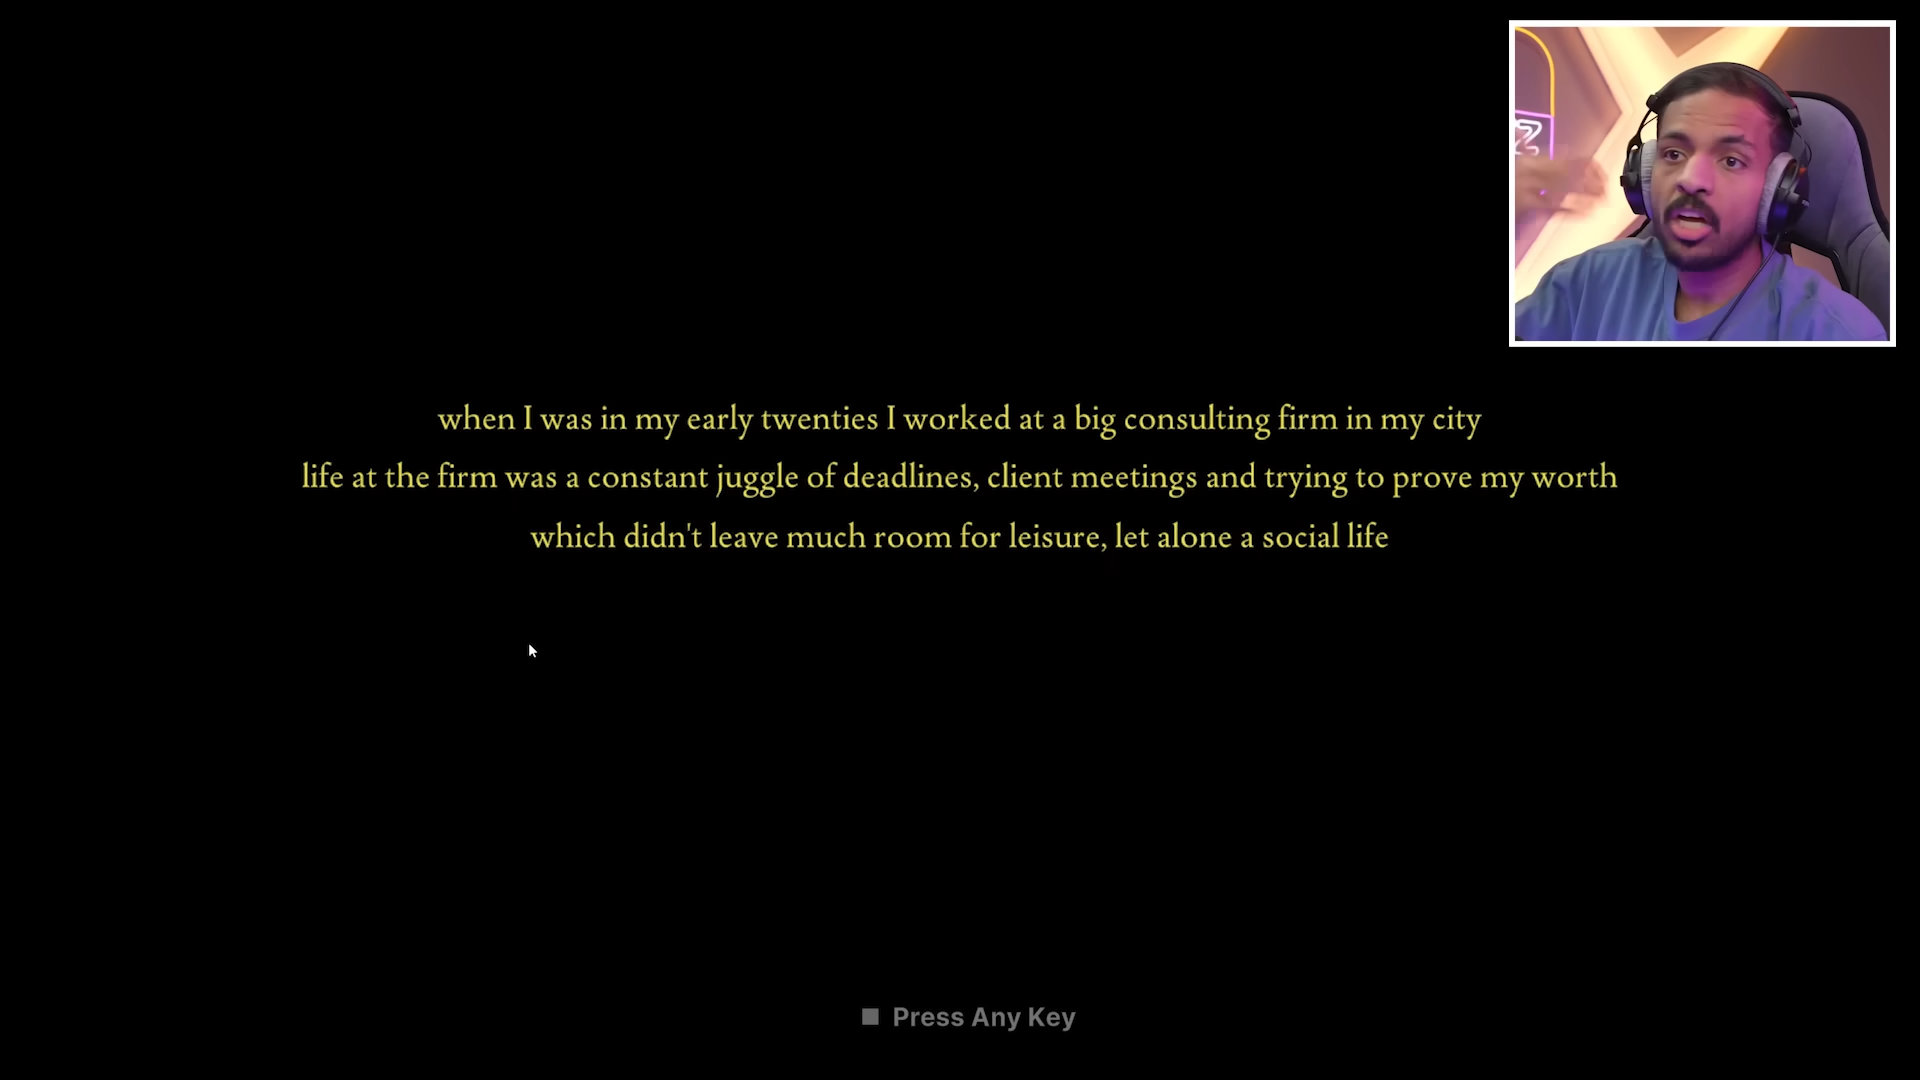 when I was in my early twenties I worked at a big consulting firm in my city
life at the firm was a constant juggle of deadlines, client meetings and trying to prove my worth
which didn't leave much room for leisure, let alone a social life
Press Any Key